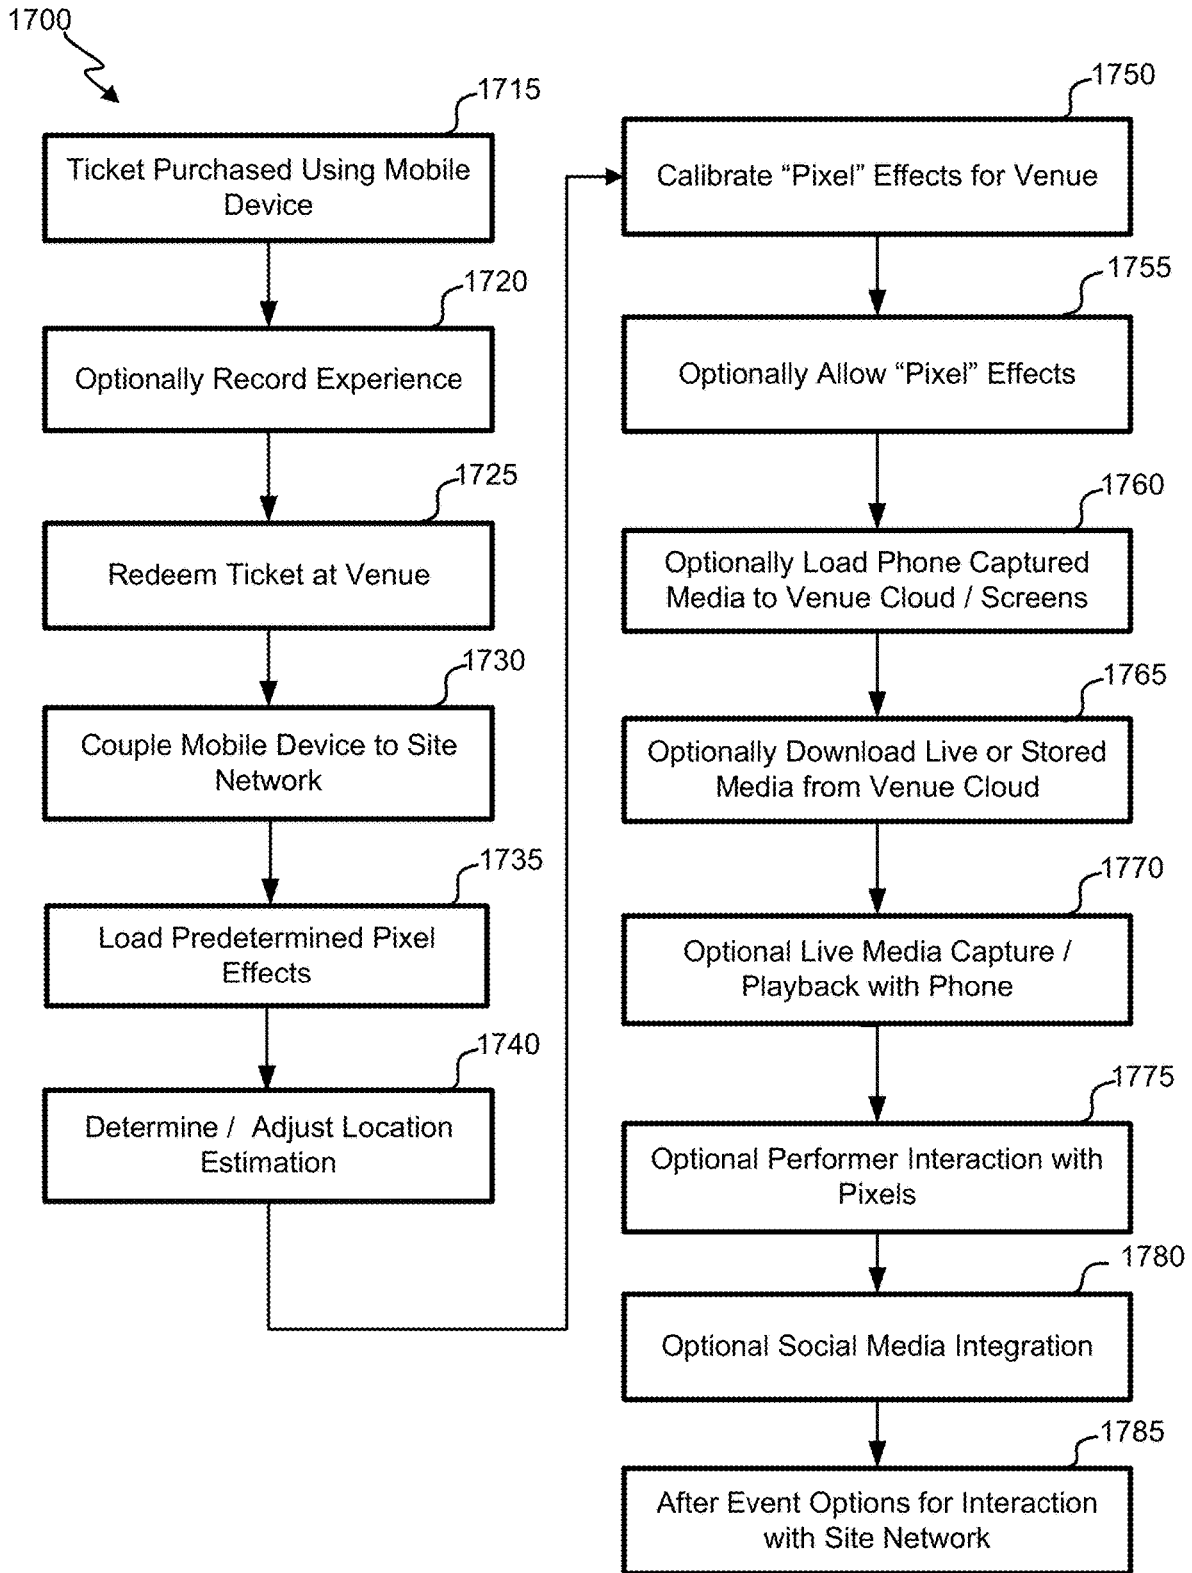 1700
1715
Ticket Purchased Using Mobile
Device
1720
Optionally Record Experience
1725
Redeem Ticket at Venue
1730
Couple Mobile Device to Site
Network
1735
Load Predetermined Pixel
Effects
1740
Determine / Adjust Location
Estimation
1750
Calibrate “Pixel” Effects for Venue
1755
Optionally Allow “Pixel” Effects
1760
Optionally Load Phone Captured
Media to Venue Cloud / Screens
1765
Optionally Download Live or Stored
Media from Venue Cloud
1770
Optional Live Media Capture /
Playback with Phone
1775
Optional Performer Interaction with
Pixels
1780
Optional Social Media Integration
1785
After Event Options for Interaction
with Site Network